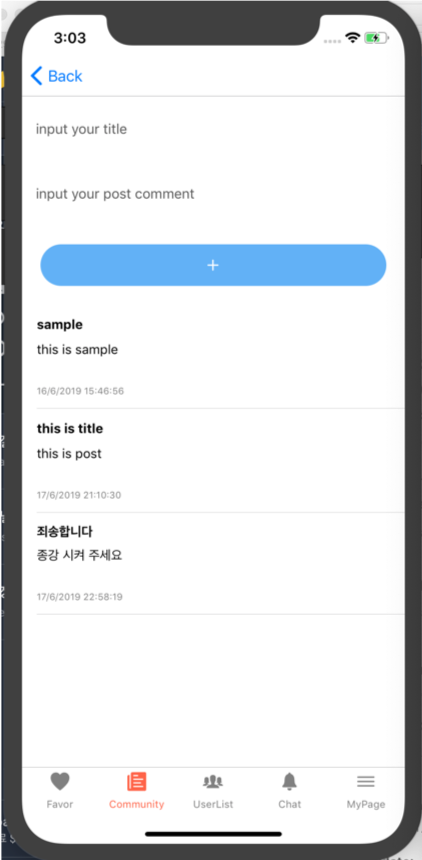 3:03
Back
input your title
input your post comment
+
sample
this is sample
16/6/2019 15:46:56
this is title
this is post
17/6/2019 21:10:30
죄송합니다
종강 시켜 주세요
17/6/2019 22:58:19
Favor Community UserList Chat MyPage